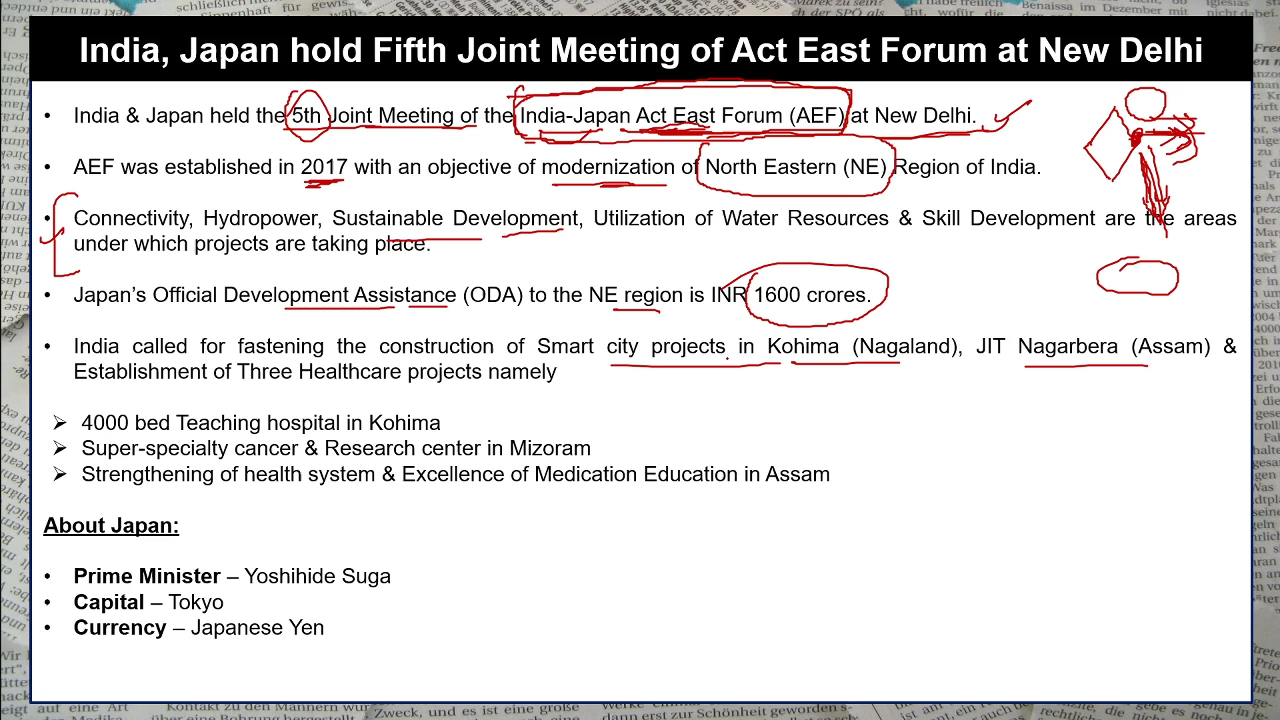 India, Japan hold Fifth Joint Meeting of Act East Forum at New Delhi
• India & Japan held the 5th Joint Meeting of the India-Japan Act East Forum (AEF) at New Delhi.
• AEF was established in 2017 with an objective of modernization of North Eastern (NE) Region of India.
• Connectivity, Hydropower, Sustainable Development, Utilization of Water Resources & Skill Development are the areas
under which projects are taking place.
• Japan's Official Development Assistance (ODA) to the NE region is INR 1600 crores.
• India called for fastening the construction of Smart city projects in Kohima (Nagaland), JIT Nagarbera (Assam) &
Establishment of Three Healthcare projects namely
➢ 4000 bed Teaching hospital in Kohima
➢ Super-specialty cancer & Research center in Mizoram
➢ Strengthening of health system & Excellence of Medication Education in Assam
About Japan:
• Prime Minister – Yoshihide Suga
• Capital – Tokyo
• Currency – Japanese Yen